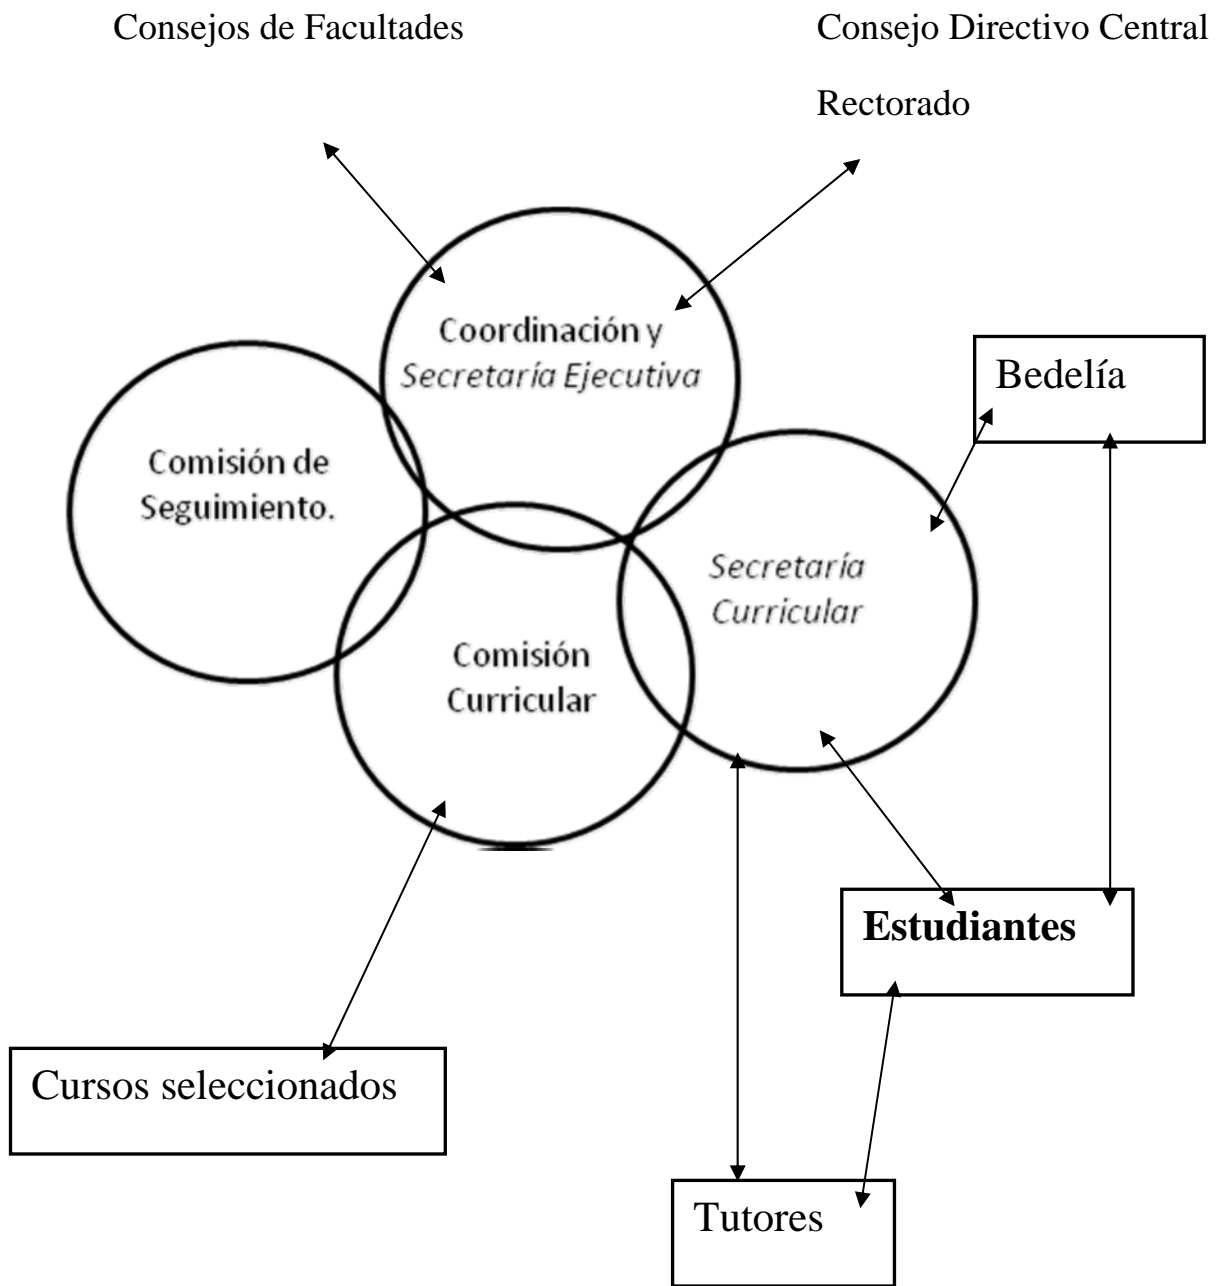 Consejos de Facultades
Consejo Directivo Central
Rectorado
Coordinación y
Secretaría Ejecutiva
Bedelía
Comisión de
Seguimiento.
Secretaría
Curricular
Comisión
Curricular
Estudiantes
Cursos seleccionados
Tutores